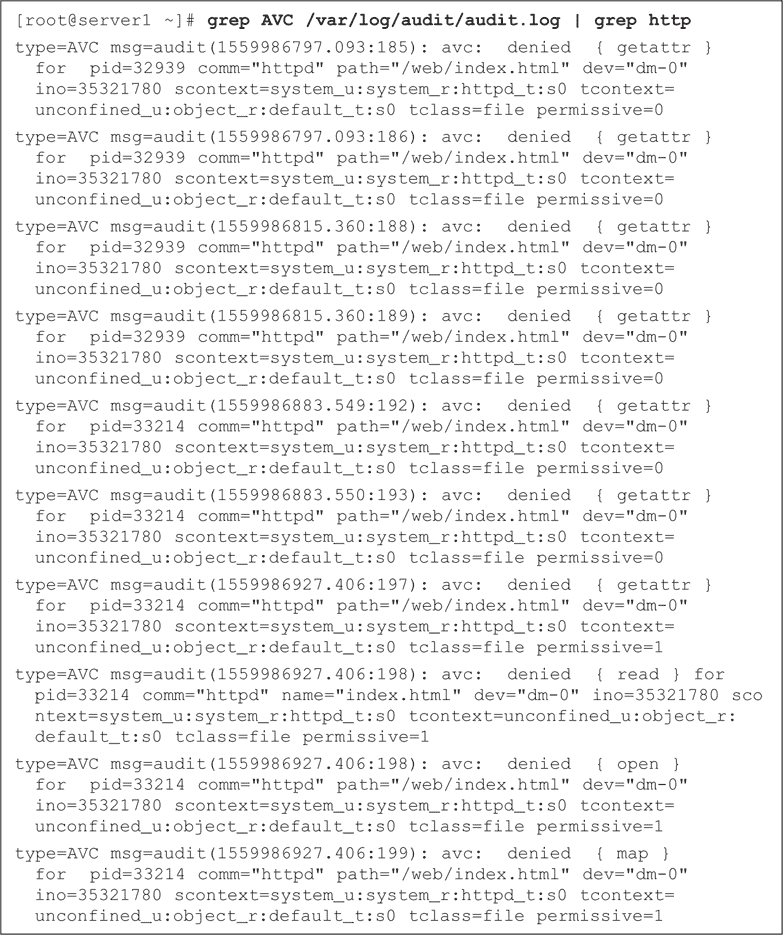 [root@server1 ~]# grep AVC /var/log/audit/audit.log | grep http
type=AVC msg=audit(1559986797.093:185): avc:  denied  { getattr }
for  pid=32939 comm="httpd" path="/web/index.html" dev="dm-0"
ino=35321780 scontext=system_u:system_r:httpd_t:s0 tcontext=
unconfined_u:object_r:default_t:s0 tclass=file permissive=0
type=AVC msg=audit(1559986797.093:186): avc:  denied  { getattr }
for  pid=32939 comm="httpd" path="/web/index.html" dev="dm-0"
ino=35321780 scontext=system_u:system_r:httpd_t:s0 tcontext=
unconfined_u:object_r:default_t:s0 tclass=file permissive=0
type=AVC msg=audit(1559986815.360:188): avc:  denied  { getattr }
for  pid=32939 comm="httpd" path="/web/index.html" dev="dm-0"
ino=35321780 scontext=system_u:system_r:httpd_t:s0 tcontext=
unconfined_u:object_r:default_t:s0 tclass=file permissive=0
type=AVC msg=audit(1559986815.360:189): avc:  denied  { getattr }
for  pid=32939 comm="httpd" path="/web/index.html" dev="dm-0"
ino=35321780 scontext=system_u:system_r:httpd_t:s0 tcontext=
unconfined_u:object_r:default_t:s0 tclass=file permissive=0
type=AVC msg=audit(1559986883.549:192): avc:  denied  { getattr }
for  pid=33214 comm="httpd" path="/web/index.html" dev="dm-0"
ino=35321780 scontext=system_u:system_r:httpd_t:s0 tcontext=
unconfined_u:object_r:default_t:s0 tclass=file permissive=0
type=AVC msg=audit(1559986883.550:193): avc:  denied  { getattr }
for  pid=33214 comm="httpd" path="/web/index.html" dev="dm-0"
ino=35321780 scontext=system_u:system_r:httpd_t:s0 tcontext=
unconfined_u:object_r:default_t:s0 tclass=file permissive=0
type=AVC msg=audit(1559986927.406:197): avc:  denied  { getattr }
for  pid=33214 comm="httpd" path="/web/index.html" dev="dm-0"
ino=35321780 scontext=system_u:system_r:httpd_t:s0 tcontext=
unconfined_u:object_r:default_t:s0 tclass=file permissive=1
type=AVC msg=audit(1559986927.406:198): avc:  denied  { read } for
pid=33214 comm="httpd" name="index.html" dev="dm-0" ino=35321780 sco
ntext=system_u:system_r:httpd_t:s0 tcontext=unconfined_u:object_r:
default_t:s0 tclass=file permissive=1
type=AVC msg=audit(1559986927.406:198): avc:  denied  { open }
for  pid=33214 comm="httpd" path="/web/index.html" dev="dm-0"
ino=35321780 scontext=system_u:system_r:httpd_t:s0 tcontext=
unconfined_u:object_r:default_t:s0 tclass=file permissive=1
type=AVC msg=audit(1559986927.406:199): avc:  denied  { map }
for  pid=33214 comm="httpd" path="/web/index.html" dev="dm-0"
ino=35321780 scontext=system_u:system_r:httpd_t:s0 tcontext=
unconfined_u:object_r:default_t:s0 tclass=file permissive=1